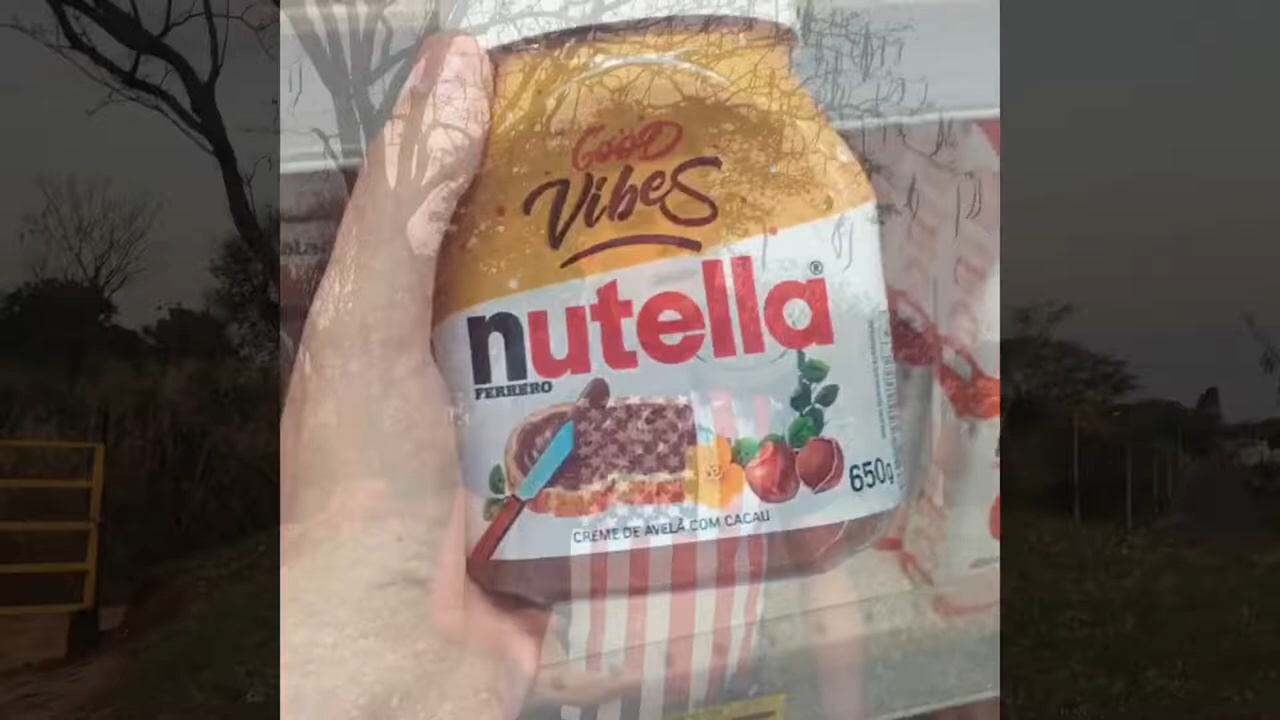 GOOD
Vibes
nutella®
FERRERO
650g
CREME DE AVELÃ COM CACAU